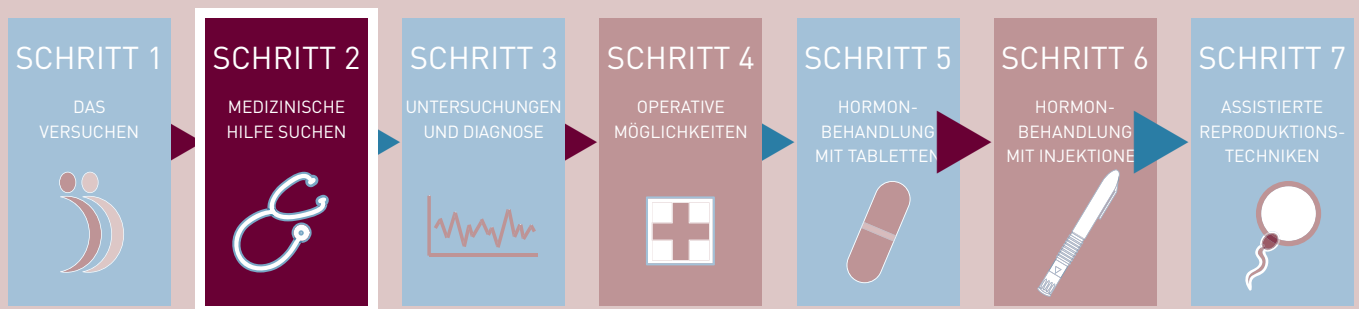 SCHRITT 1
DAS
VERSUCHEN
SCHRITT 2
MEDIZINISCHE
HILFE SUCHEN
SCHRITT 3
UNTERSUCHUNGEN
UND DIAGNOSE
SCHRITT 4
OPERATIVE
MÖGLICHKEITEN
SCHRITT 5
HORMON-
BEHANDLUNG
MIT TABLETTEN
SCHRITT 6
HORMON-
BEHANDLUNG
MIT INJEKTIONE
SCHRITT 7
ASSISTIERTE
REPRODUKTIONS-
TECHNIKEN